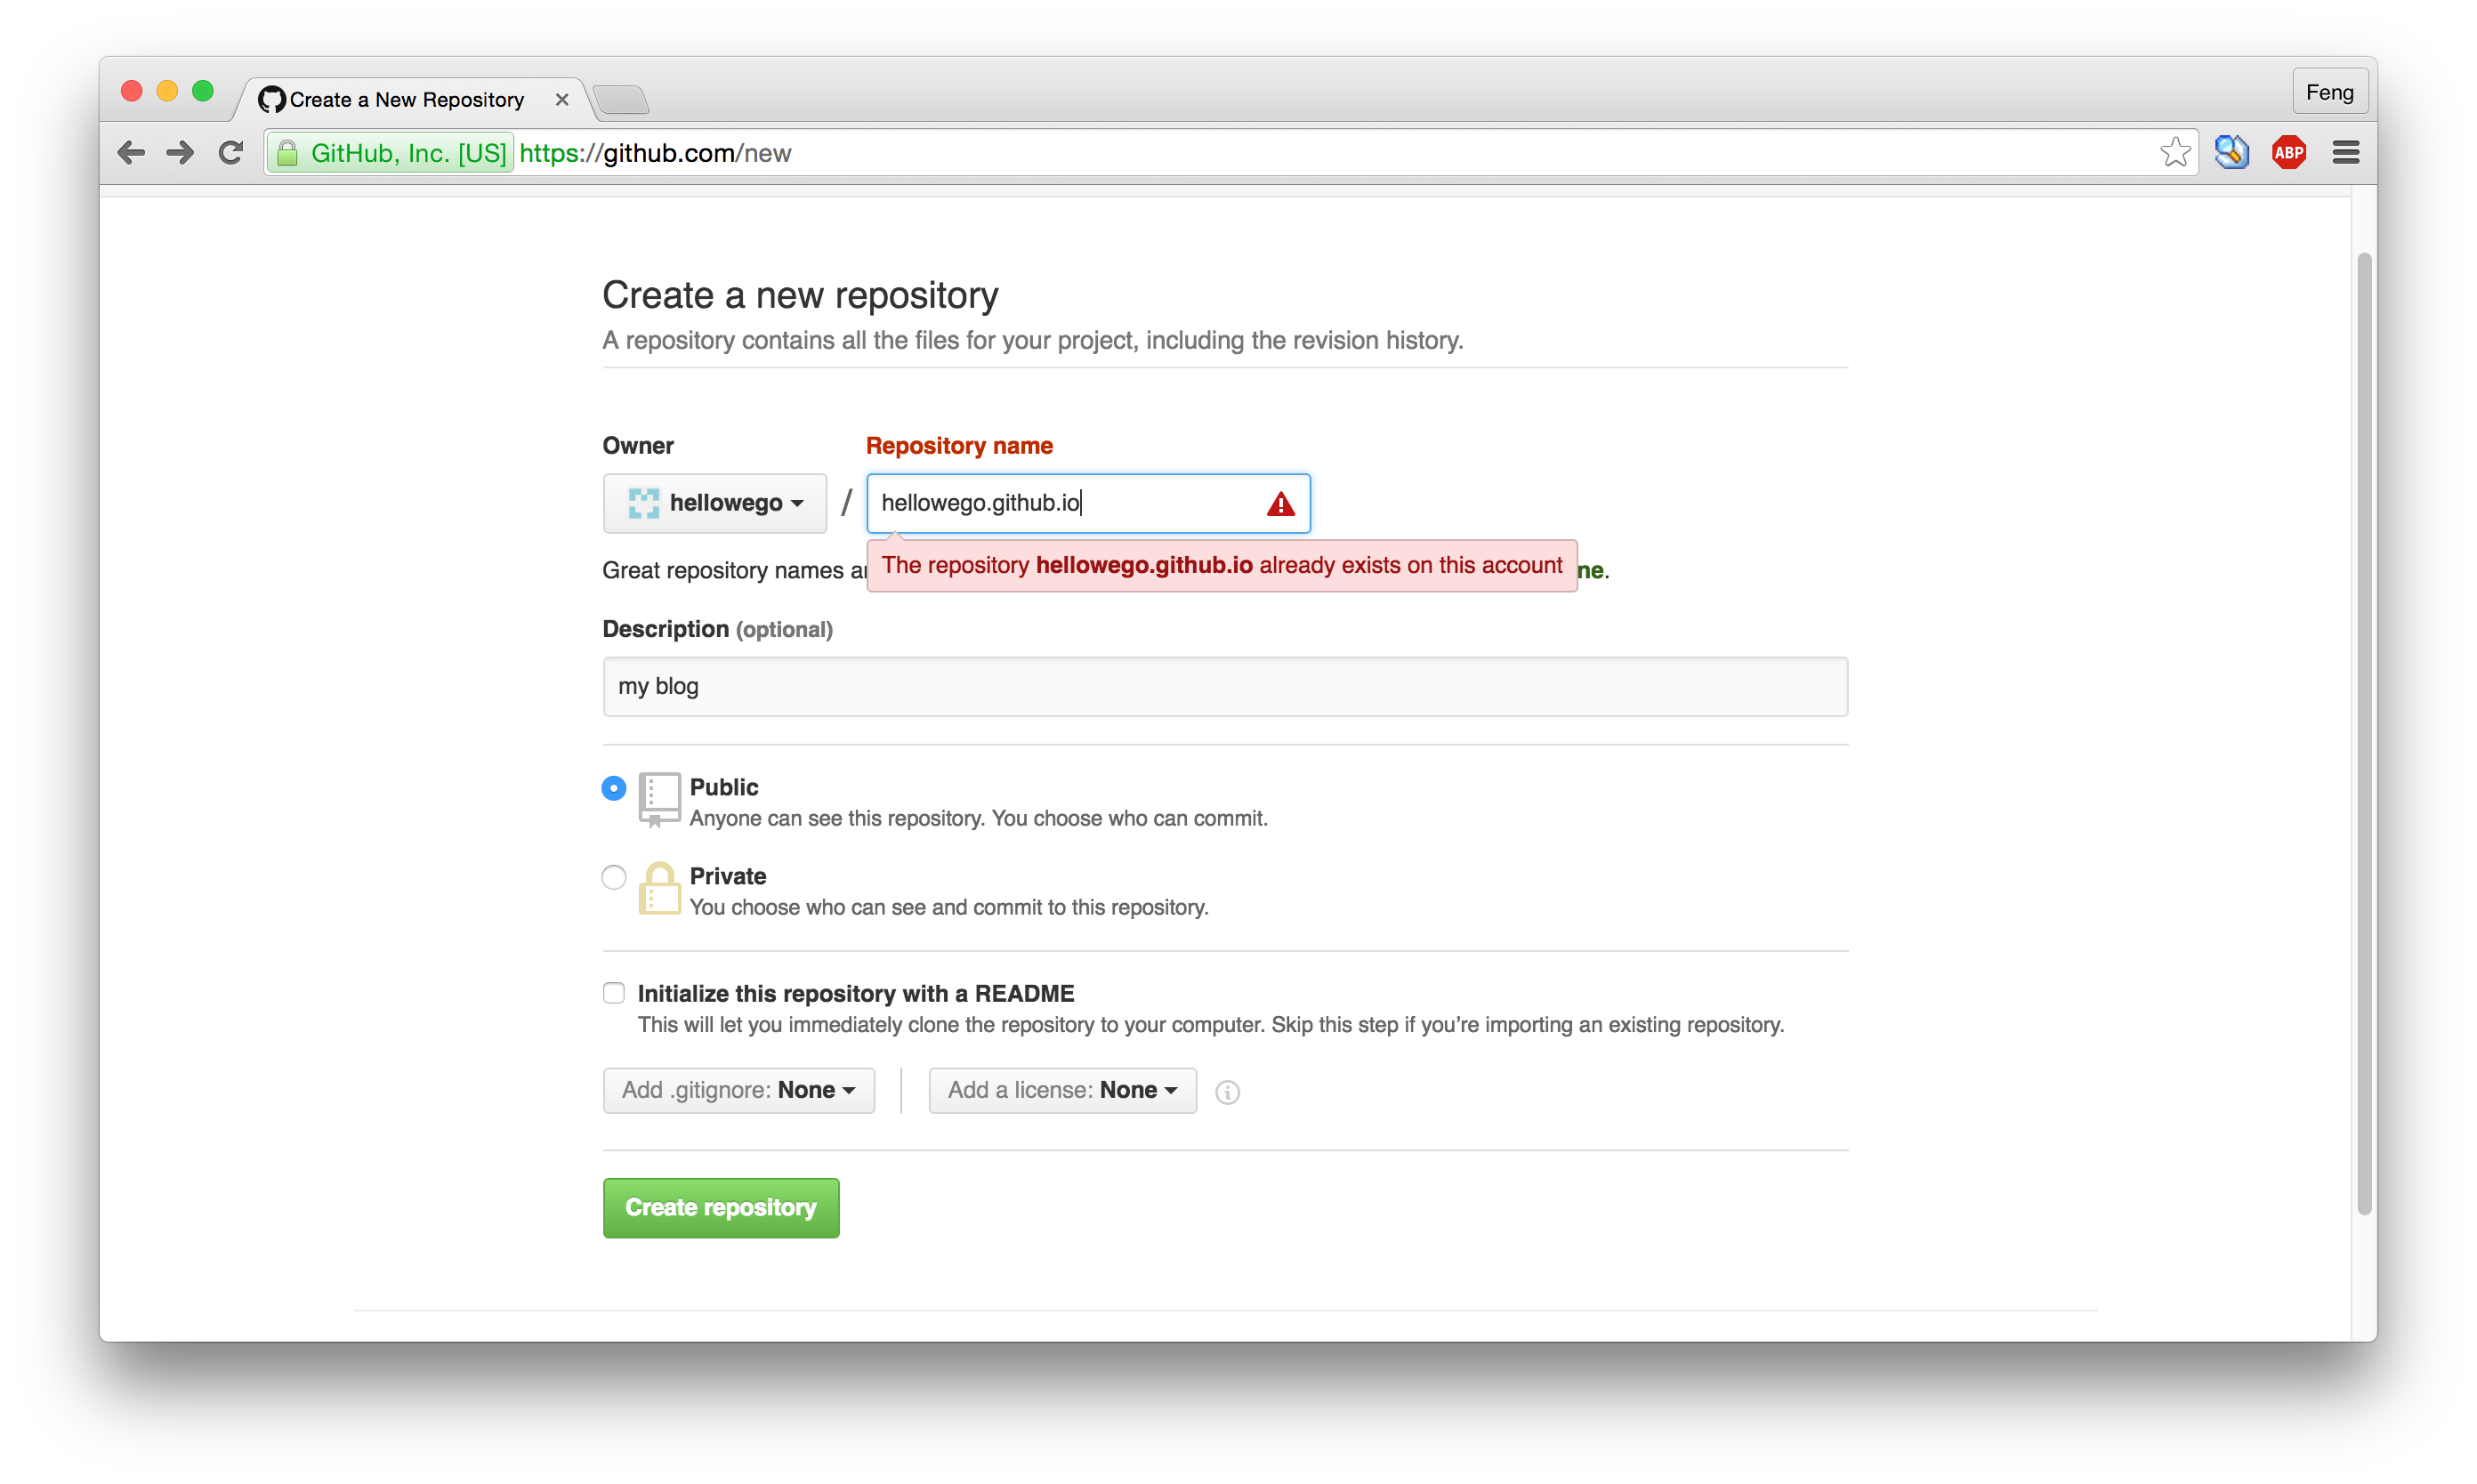 Create a New Repository
Feng
GitHub, Inc. [US] https://github.com/new
ABP
Create a new repository
A repository contains all the files for your project, including the revision history.
Owner
Repository name
hellowego / hellowego.github.io
The repository hellowego.github.io already exists on this account
Great repository names
Description (optional)
my blog
Public
Anyone can see this repository. You choose who can commit.
Private
You choose who can see and commit to this repository.
Initialize this repository with a README
This will let you immediately clone the repository to your computer. Skip this step if you’re importing an existing repository.
Add .gitignore: None
Add a license: None
Create repository